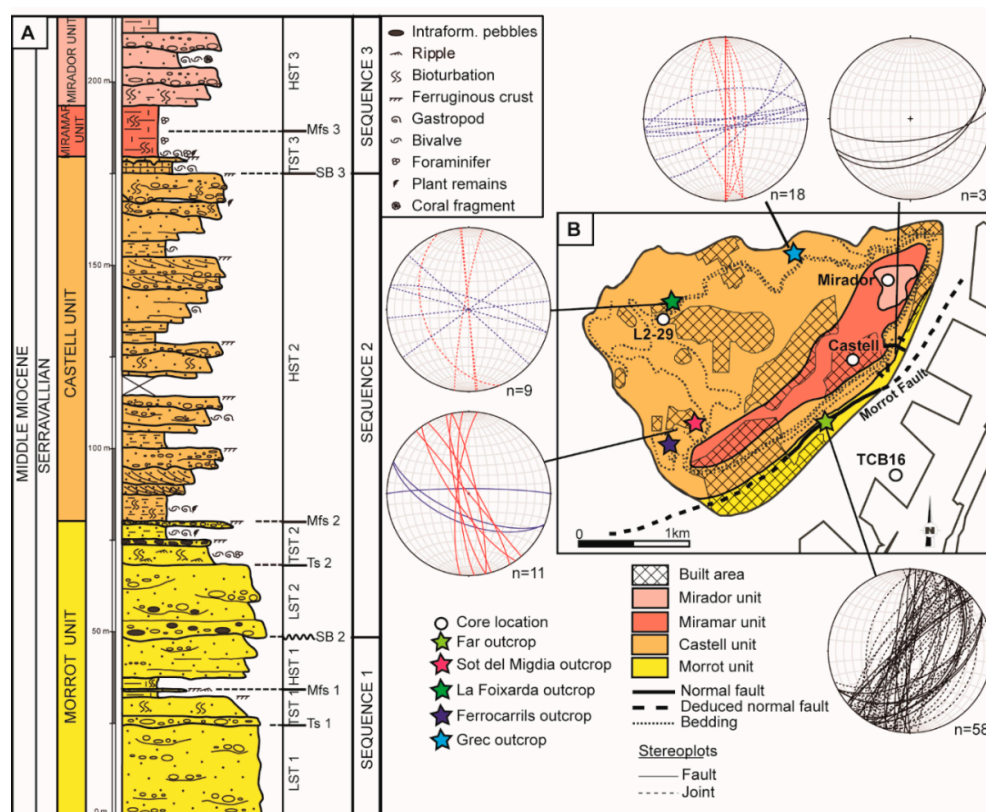 A
MIDDLE MIOCENE
SERRAVALLIAN
MIRADOR UNIT
MIRAMAR UNIT
CASTELL UNIT
MORROT UNIT
200 m
150 m
100 m
50 m
0 m
HST 3
Mfs 3
TST 3
SB 3
HST 2
Mfs 2
TST 2
Ts 2
LST 2
SB 2
HST 1
Mfs 1
TST 1
Ts 1
LST 1
SEQUENCE 3
SEQUENCE 2
SEQUENCE 1
Intraform. pebbles
Ripple
Bioturbation
Ferruginous crust
Gastropod
Bivalve
Foraminifer
Plant remains
Coral fragment
n=18
n=3
n=9
n=11
n=58
B
Mirador
L2-29
Castell
Morrot Fault
TCB16
N
0 1km
Core location
Far outcrop
Sot del Migdia outcrop
La Foixarda outcrop
Ferrocarrils outcrop
Grec outcrop
Built area
Mirador unit
Miramar unit
Castell unit
Morrot unit
Normal fault
Deduced normal fault
Bedding
Stereoplots
Fault
Joint